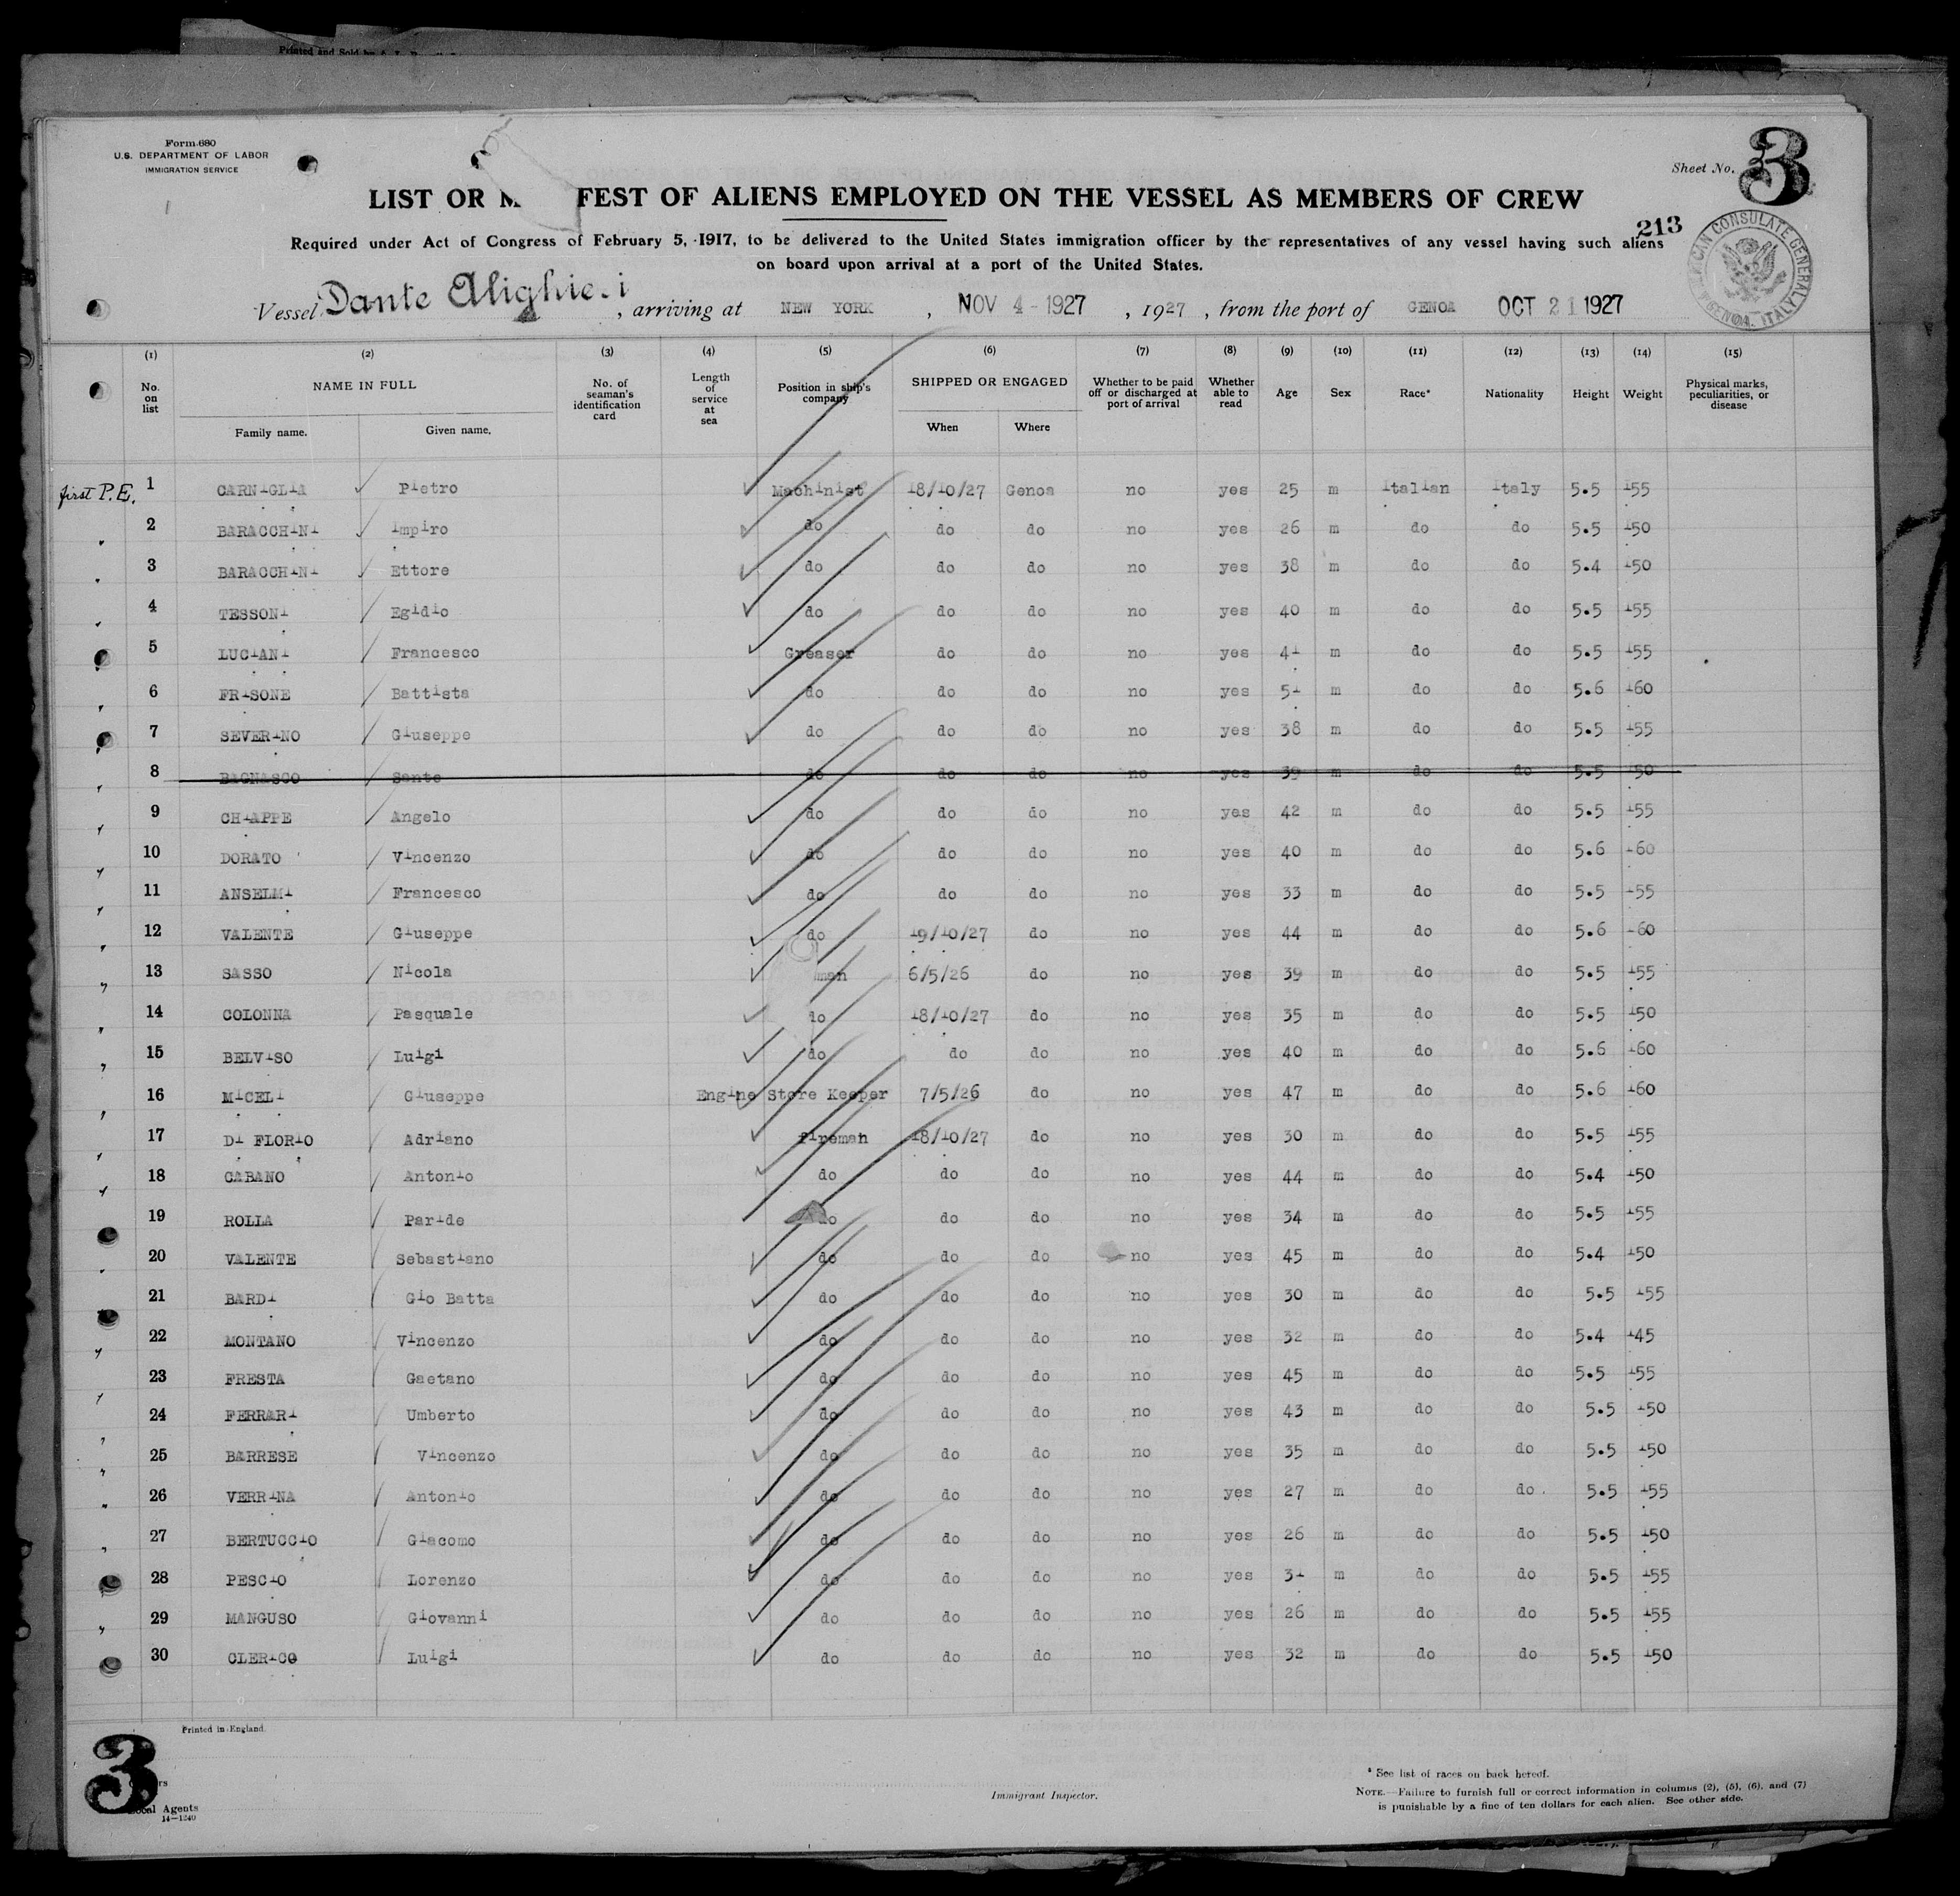 Printed and Sold by
Form 680
U.S. DEPARTMENT OF LABOR
IMMIGRATION SERVICE
Sheet No. 3
LIST OR M FEST OF ALIENS EMPLOYED ON THE VESSEL AS MEMBERS OF CREW
213
Required under Act of Congress of February 5, 1917, to be delivered to the United States immigration officer by the representatives of any vessel having such aliens
on board upon arrival at a port of the United States.
AMERICAN CONSULATE GENERAL GENOA, ITALY
Vessel Dante Alighieri, arriving at NEW YORK, NOV 4 - 1927, 1927, from the port of GENOA OCT 21 1927
(1) (2) (3) (4) (5) (6) (7) (8) (9) (10) (11) (12) (13) (14) (15)
No. on list NAME IN FULL No. of seaman's identification card Length of service at sea Position in ship's company SHIPPED OR ENGAGED Whether to be paid off or discharged at port of arrival Whether able to read Age Sex Race* Nationality Height Weight Physical marks, peculiarities, or disease
Family name. Given name. When Where
first P.E. 1 CARNIGLIA Pietro Machinist 18/10/27 Genoa no yes 25 m Italian Italy 5.5 155
2 BARACCHINI Impiro do do do no yes 26 m do do 5.5 150
3 BARACCHINI Ettore do do do no yes 38 m do do 5.4 150
4 TESSONI Egidio do do do no yes 40 m do do 5.5 155
5 LUCIANI Francesco Greaser do do no yes 41 m do do 5.5 155
6 FRISONE Battista do do do no yes 51 m do do 5.6 160
7 SEVERINO Giuseppe do do do no yes 38 m do do 5.5 155
8 BAGNASCO Sante do do do no yes 39 m do do 5.5 150
9 CHIAPPE Angelo do do do no yes 42 m do do 5.5 155
10 DORATO Vincenzo do do do no yes 40 m do do 5.6 160
11 ANSELMI Francesco do do do no yes 33 m do do 5.5 155
12 VALENTE Giuseppe do 19/10/27 do no yes 44 m do do 5.6 160
13 SASSO Nicola man 6/5/26 do no yes 39 m do do 5.5 155
14 COLONNA Pasquale do 18/10/27 do no yes 35 m do do 5.5 150
15 BELVISO Luigi do do do no yes 40 m do do 5.6 160
16 MICELI Giuseppe Engine Store Keeper 7/5/26 do no yes 47 m do do 5.6 160
17 DI FLORIO Adriano fireman 18/10/27 do no yes 30 m do do 5.5 155
18 CABANO Antonio do do do no yes 44 m do do 5.4 150
19 ROLLA Paride do do do no yes 34 m do do 5.5 155
20 VALENTE Sebastiano do do do no yes 45 m do do 5.4 150
21 BARDI Gio Batta do do do no yes 30 m do do 5.5 155
22 MONTANO Vincenzo do do do no yes 32 m do do 5.4 145
23 FRESTA Gaetano do do do no yes 45 m do do 5.5 155
24 FERRARI Umberto do do do no yes 43 m do do 5.5 150
25 BARRESE Vincenzo do do do no yes 35 m do do 5.5 150
26 VERRINA Antonio do do do no yes 27 m do do 5.5 155
27 BERTUCCIO Giacomo do do do no yes 26 m do do 5.5 150
28 PESCIO Lorenzo do do do no yes 31 m do do 5.5 155
29 MANGUSO Giovanni do do do no yes 26 m do do 5.5 155
30 CLERICO Luigi do do do no yes 32 m do do 5.5 150
Printed in England.
3
Local Agents
14—1240
Immigrant Inspector.
* See list of races on back hereof.
NOTE.—Failure to furnish full or correct information in columns (2), (5), (6), and (7)
is punishable by a fine of ten dollars for each alien. See other side.